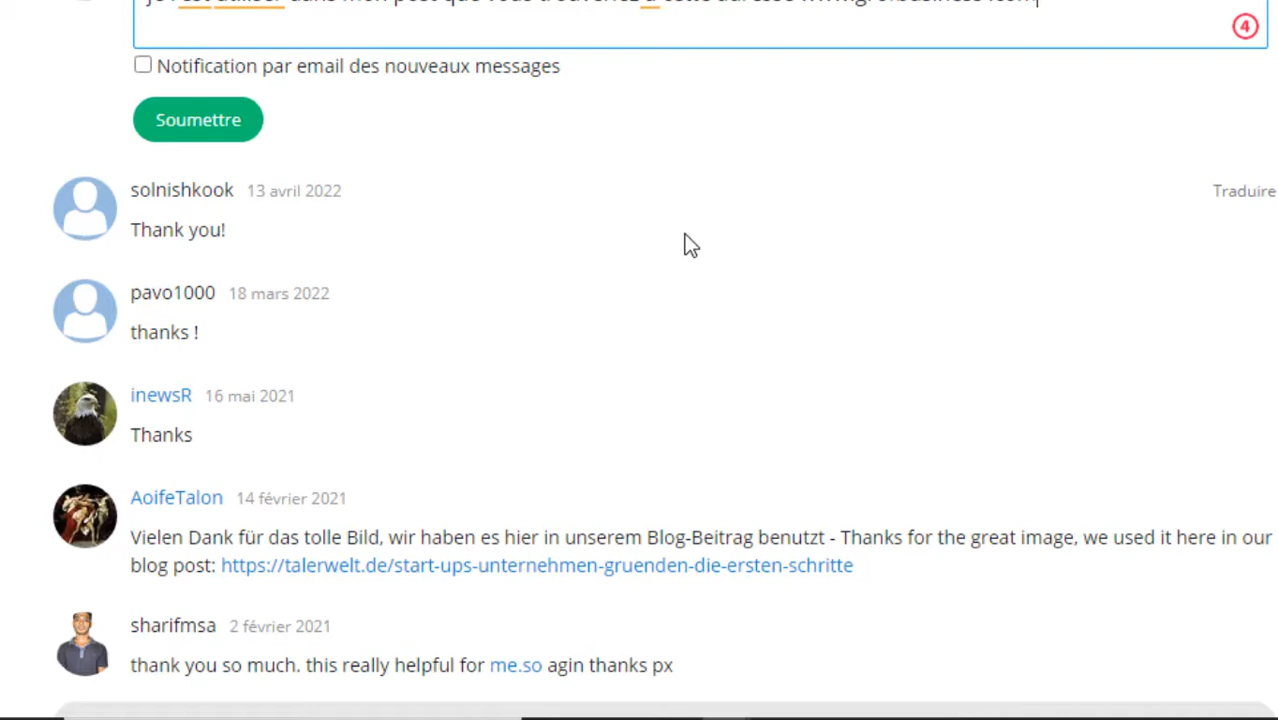 4
Notification par email des nouveaux messages
Soumettre
solnishkook 13 avril 2022 Traduire
Thank you!
pavo1000 18 mars 2022
thanks !
inewsR 16 mai 2021
Thanks
AoifeTalon 14 février 2021
Vielen Dank für das tolle Bild, wir haben es hier in unserem Blog-Beitrag benutzt - Thanks for the great image, we used it here in our
blog post: https://talerwelt.de/start-ups-unternehmen-gruenden-die-ersten-schritte
sharifmsa 2 février 2021
thank you so much. this really helpful for me.so agin thanks px